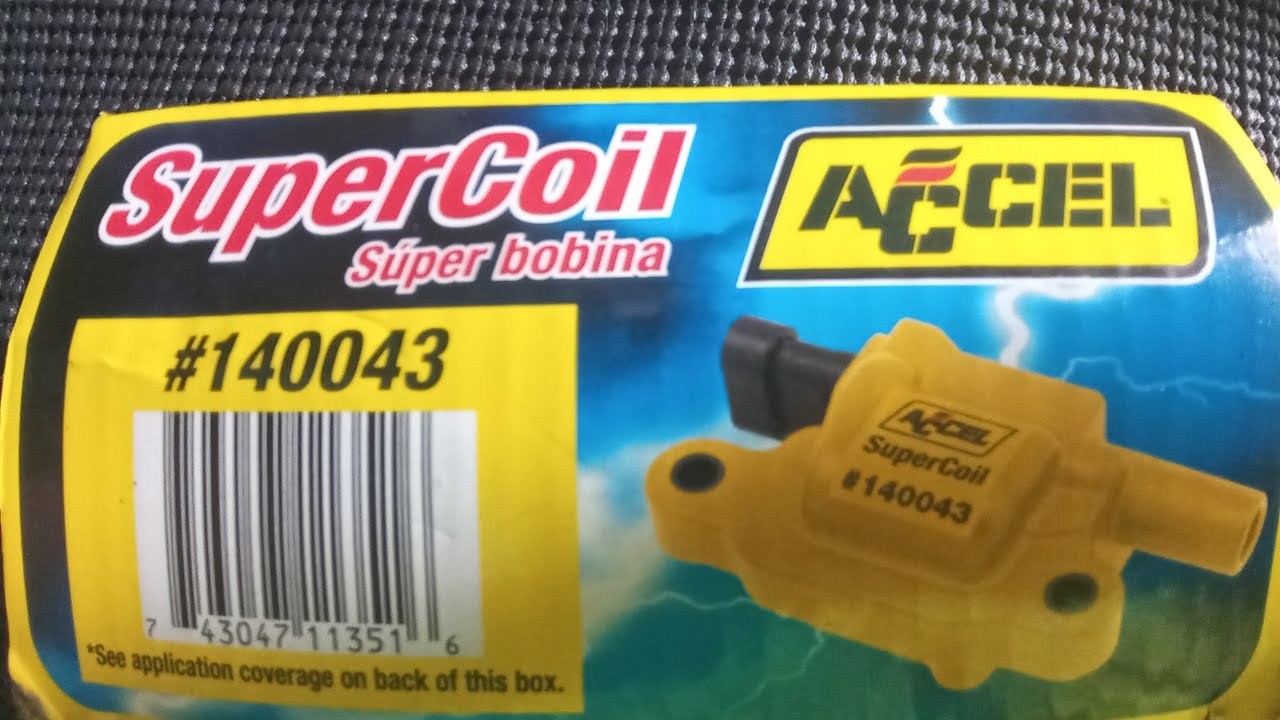 SuperCoil
Súper bobina
ACCEL
#140043
7 43047 11351 6
*See application coverage on back of this box.
ACCEL
SuperCoil
#140043